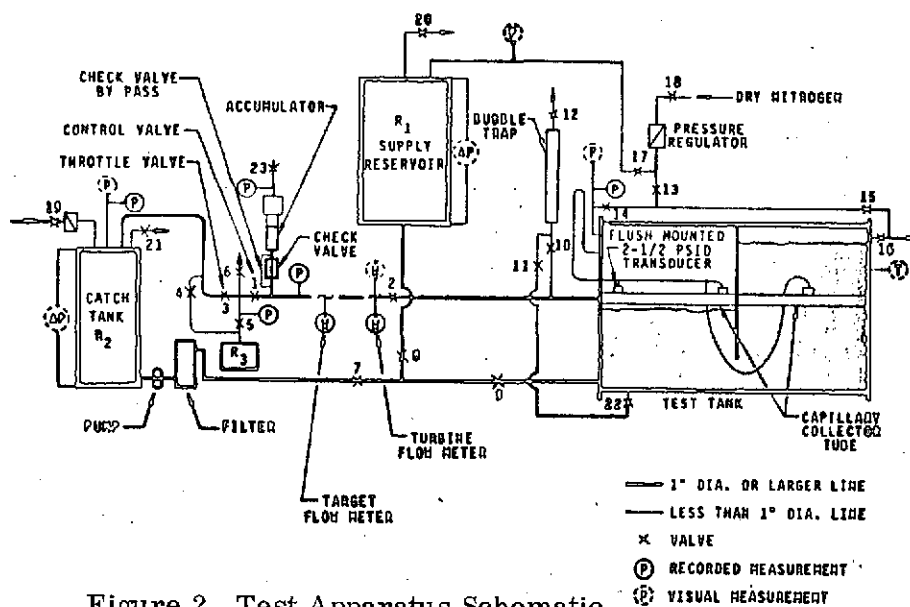 20
CHECK VALVE
BY PASS
CONTROL VALVE
THROTTLE VALVE
ACCUMULATOR
23
P
R1
SUPPLY
RESERVOIR
ΔP
BUBBLE
TRAP
12
18
DRY NITROGEN
PRESSURE
REGULATOR
17
13
15
19
P
P
21
CATCH
TANK
R2
ΔP
4
6
3
1
5
P
R3
CHECK
VALVE
P
2
11
10
P
P
14
FLUSH MOUNTED
2-1/2 PSID
TRANSDUCER
16
9
7
22
TEST TANK
CAPILLARY
COLLECTOR
TUBE
PUMP
FILTER
TURBINE
FLOW METER
TARGET
FLOW METER
1" DIA. OR LARGER LINE
LESS THAN 1" DIA. LINE
VALVE
P RECORDED MEASUREMENT
P VISUAL MEASUREMENT
Figure 2. Test Apparatus Schematic